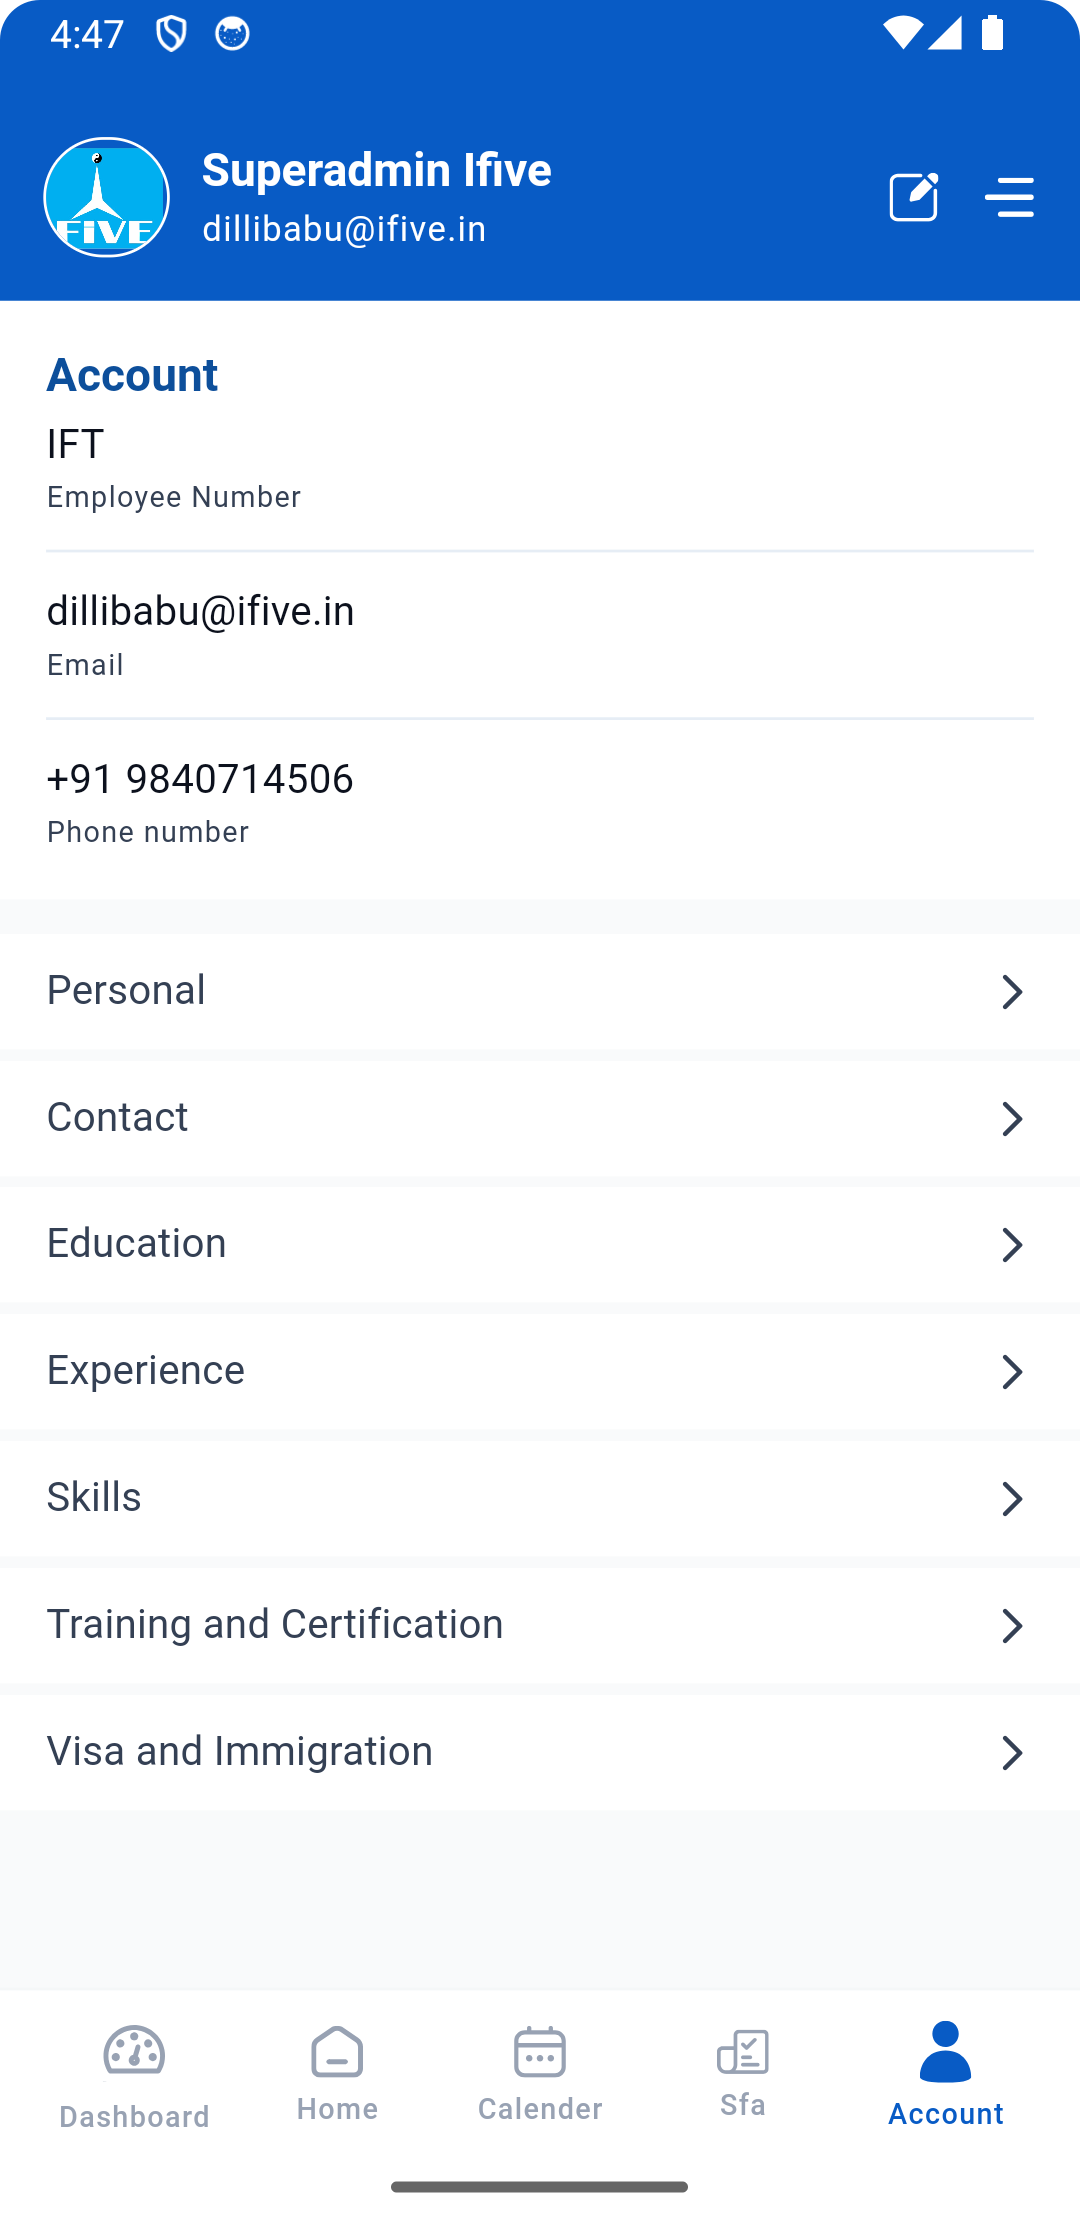 4:47
FiVE
Superadmin Ifive
dillibabu@ifive.in
Account
IFT
Employee Number
dillibabu@ifive.in
Email
+91 9840714506
Phone number
Personal
Contact
Education
Experience
Skills
Training and Certification
Visa and Immigration
Dashboard
Home
Calender
Sfa
Account